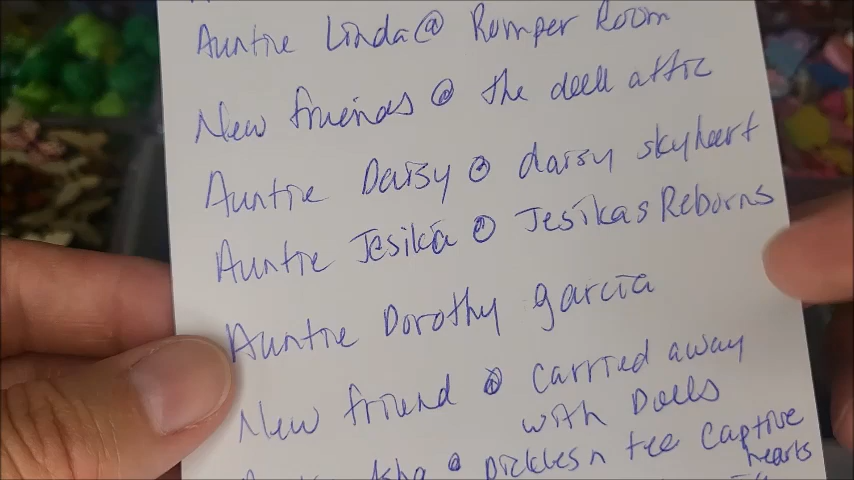 Auntie Linda @ Romper Room
New friends @ the doll attic
Auntie Daisy @ daisy skyheart
Auntie Jesika @ Jesikas Reborns
Auntie Dorothy garcia
New friend @ carried away
with Dolls
@ Pickles n tee Captive
hearts